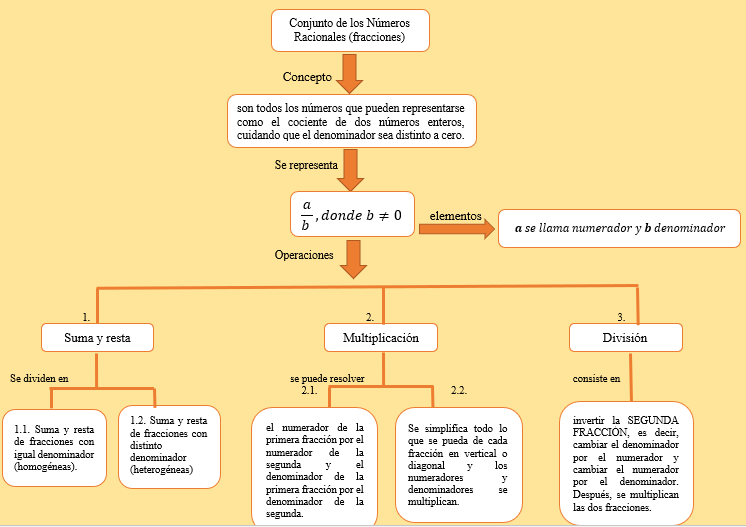 Conjunto de los Números
Racionales (fracciones)
Concepto
son todos los números que pueden representarse
como el cociente de dos números enteros,
cuidando que el denominador sea distinto a cero.
Se representa
a/b, donde b ≠ 0
elementos
a se llama numerador y b denominador
Operaciones
1.
Suma y resta
Se dividen en
1.1. Suma y resta
de fracciones con
igual denominador
(homogéneas).
1.2. Suma y resta
de fracciones con
distinto
denominador
(heterogéneas)
2.
Multiplicación
se puede resolver
2.1.
el numerador de la
primera fracción por el
numerador de la
segunda y el
denominador de la
primera fracción por el
denominador de la
segunda.
2.2.
Se simplifica todo lo
que se pueda de cada
fracción en vertical o
diagonal y los
numeradores y
denominadores se
multiplican.
3.
División
consiste en
invertir la SEGUNDA
FRACCIÓN, es decir,
cambiar el denominador
por el numerador y
cambiar el numerador
por el denominador.
Después, se multiplican
las dos fracciones.